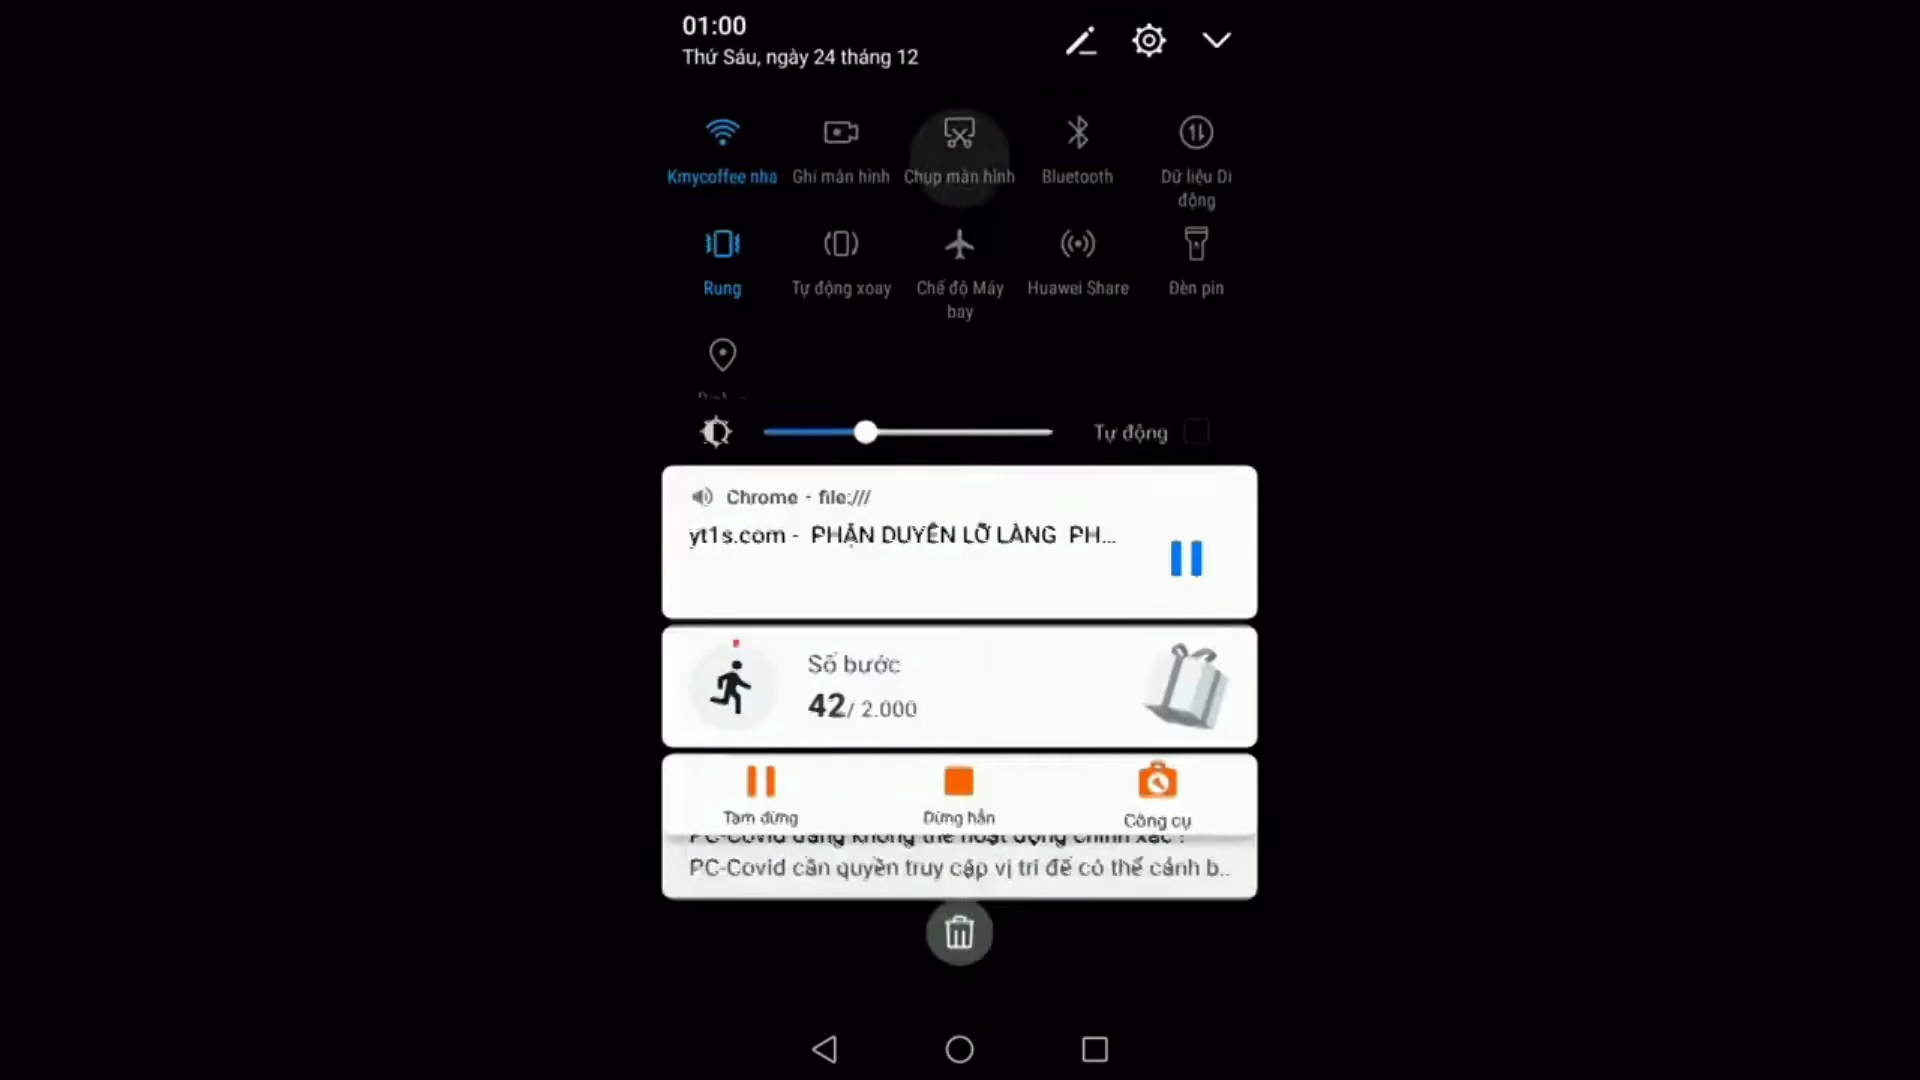 01:00
Thứ Sáu, ngày 24 tháng 12
Kmycoffee nha
Ghi màn hình
Chụp màn hình
Bluetooth
Dữ liệu Di
động
Rung
Tự động xoay
Chế độ Máy
bay
Huawei Share
Đèn pin
Tự động
Chrome - file:///
yt1s.com - PHẬN DUYÊN LỠ LÀNG PH...
Số bước
42/ 2.000
Tạm dừng
Dừng hẳn
Công cụ
PC-Covid đang không thể hoạt động chính xác !
PC-Covid cần quyền truy cập vị trí để có thể cảnh b..